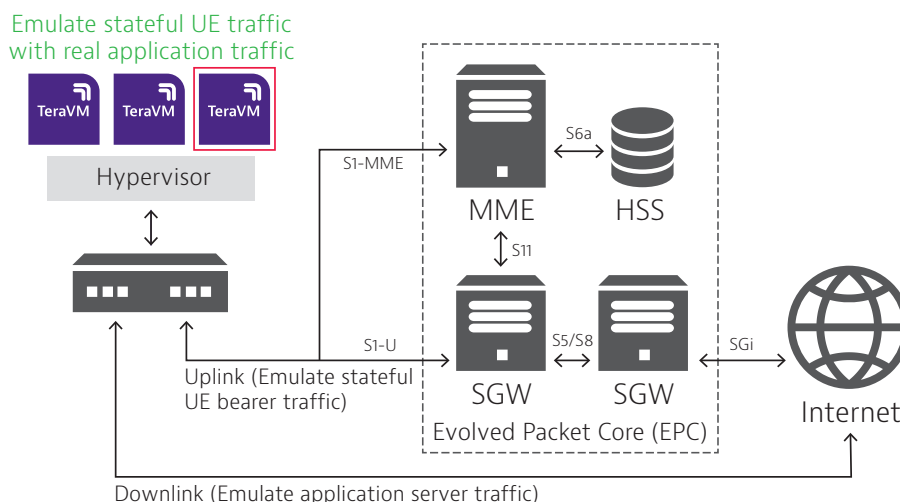 Emulate stateful UE traffic
with real application traffic
TeraVM
TeraVM
TeraVM
Hypervisor
S1-MME
S6a
MME
HSS
S11
S1-U
S5/S8
SGi
Uplink (Emulate stateful
UE bearer traffic)
SGW
SGW
Internet
Evolved Packet Core (EPC)
Downlink (Emulate application server traffic)